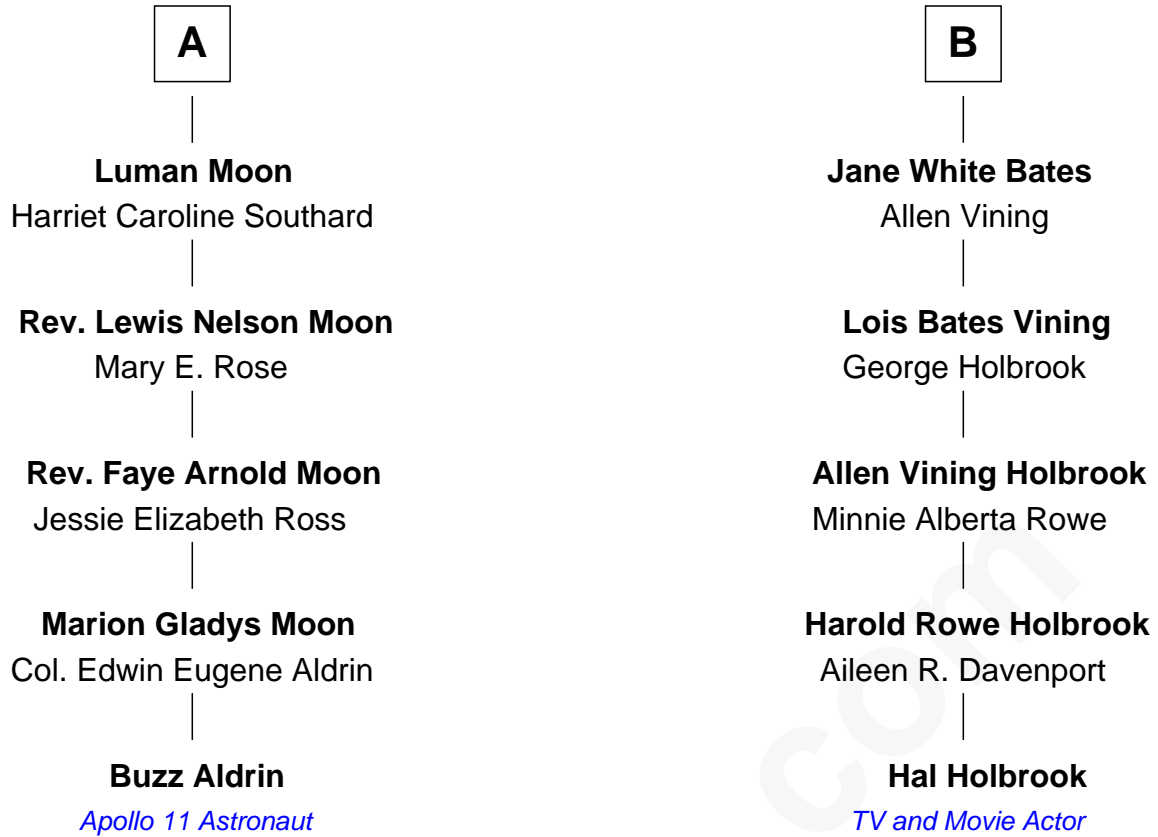 A
Luman Moon
Harriet Caroline Southard
Rev. Lewis Nelson Moon
Mary E. Rose
Rev. Faye Arnold Moon
Jessie Elizabeth Ross
Marion Gladys Moon
Col. Edwin Eugene Aldrin
Buzz Aldrin
Apollo 11 Astronaut
B
Jane White Bates
Allen Vining
Lois Bates Vining
George Holbrook
Allen Vining Holbrook
Minnie Alberta Rowe
Harold Rowe Holbrook
Aileen R. Davenport
Hal Holbrook
TV and Movie Actor
com